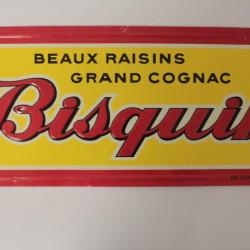 BEAUX RAISINS
GRAND COGNAC
Bisquit